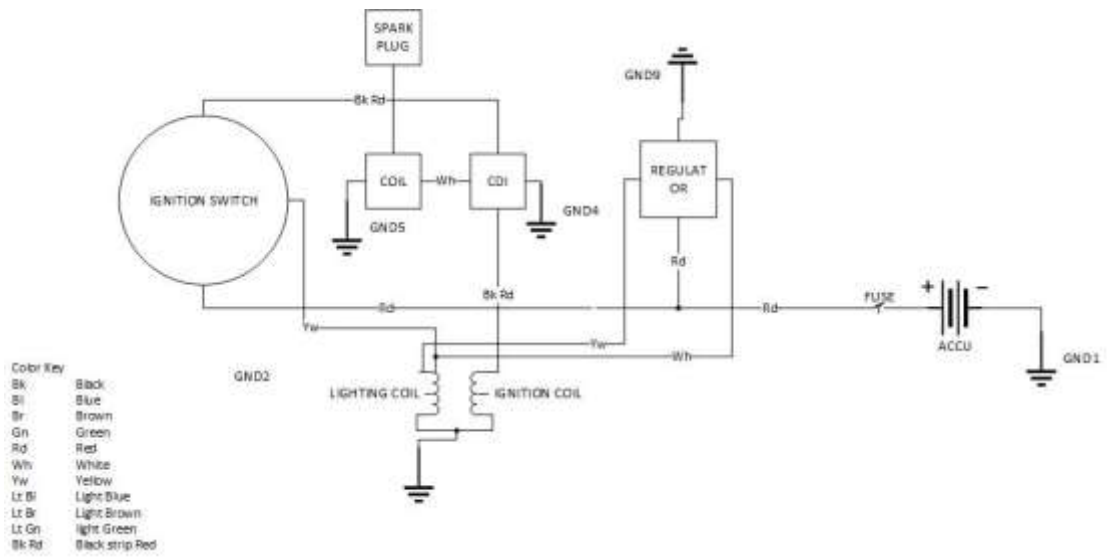 SPARK
PLUG
GND9
Bk Rd
REGULAT
OR
COIL
Wh
CDI
IGNITION SWITCH
GND5
GND4
Rd
Bk Rd
Rd
Rd
FUSE
+
-
ACCU
GND1
Yw
Yw
Wh
GND2
LIGHTING COIL
IGNITION COIL
Color Key
Bk Black
Bl Blue
Br Brown
Gn Green
Rd Red
Wh White
Yw Yellow
Lt Bl Light Blue
Lt Br Light Brown
Lt Gn light Green
Bk Rd Black strip Red